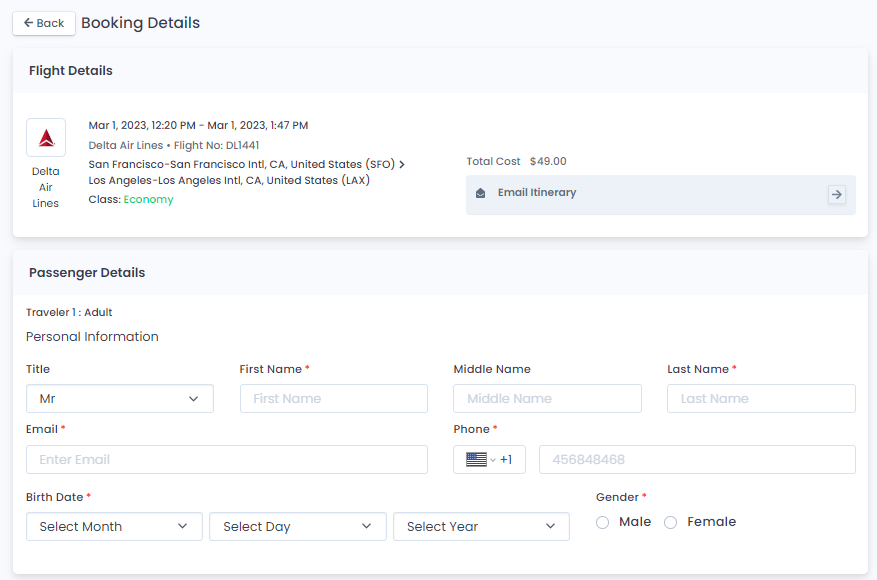 Back Booking Details
Flight Details
Mar 1, 2023, 12:20 PM - Mar 1, 2023, 1:47 PM
Delta Air Lines • Flight No: DL1441
San Francisco-San Francisco Intl, CA, United States (SFO)
Los Angeles-Los Angeles Intl, CA, United States (LAX)
Class: Economy
Delta
Air
Lines
Total Cost $49.00
Email Itinerary
Passenger Details
Traveler 1 : Adult
Personal Information
Title First Name * Middle Name Last Name *
Mr First Name Middle Name Last Name
Email * Phone *
Enter Email +1 456848468
Birth Date * Gender *
Select Month Select Day Select Year Male Female